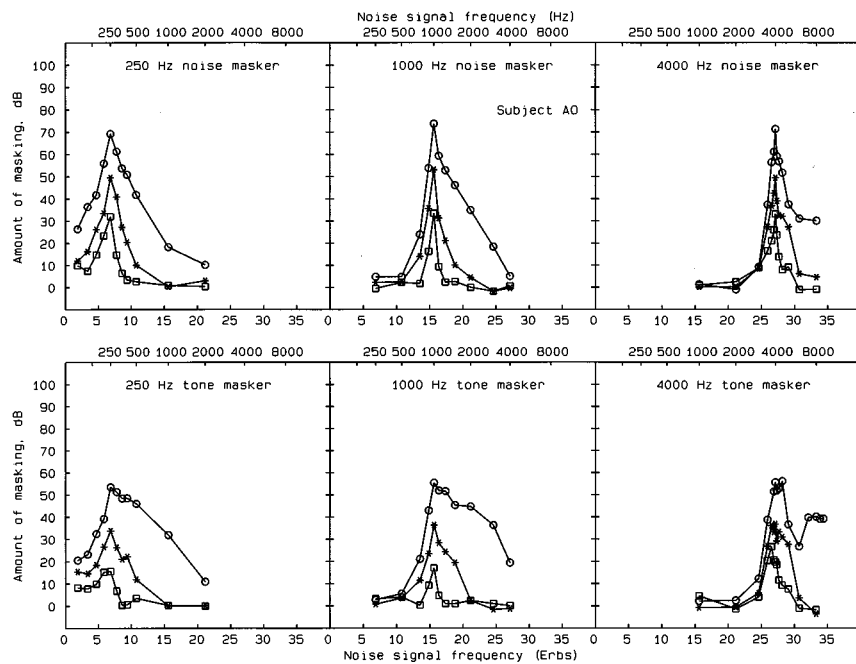 Noise signal frequency (Hz)
250 500 1000 2000 4000 8000 250 500 1000 2000 4000 8000 250 500 1000 2000 4000 8000
250 Hz noise masker 1000 Hz noise masker 4000 Hz noise masker
Subject AO
Amount of masking, dB
100
90
80
70
60
50
40
30
20
10
0
0 5 10 15 20 25 30 35 0 5 10 15 20 25 30 35 0 5 10 15 20 25 30 35
250 500 1000 2000 4000 8000 250 500 1000 2000 4000 8000 250 500 1000 2000 4000 8000
250 Hz tone masker 1000 Hz tone masker 4000 Hz tone masker
Amount of masking, dB
100
90
80
70
60
50
40
30
20
10
0
0 5 10 15 20 25 30 35 0 5 10 15 20 25 30 35 0 5 10 15 20 25 30 35
Noise signal frequency (Erbs)